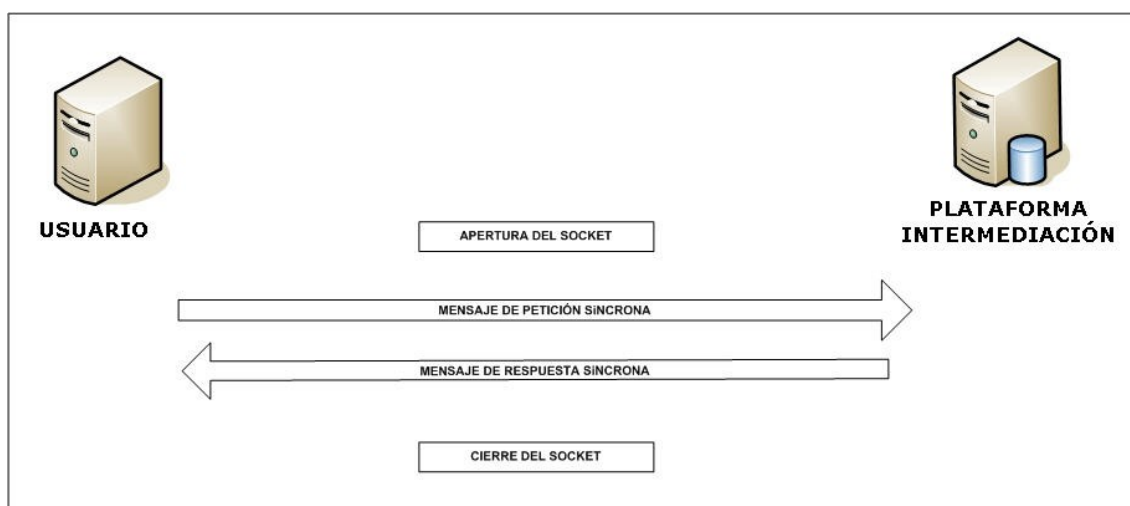 USUARIO
PLATAFORMA
INTERMEDIACIÓN
APERTURA DEL SOCKET
MENSAJE DE PETICIÓN SíNCRONA
MENSAJE DE RESPUESTA SíNCRONA
CIERRE DEL SOCKET